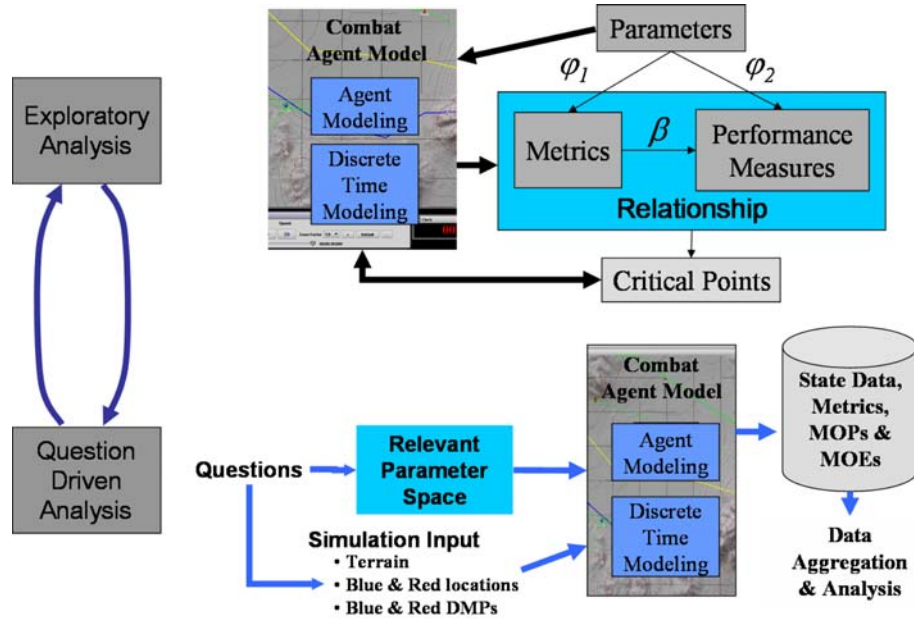 Exploratory
Analysis
Question
Driven
Analysis
Combat
Agent Model
Agent
Modeling
Discrete
Time
Modeling
Parameters
φ1
φ2
Metrics
β
Performance
Measures
Relationship
Critical Points
Questions
Relevant
Parameter
Space
Simulation Input
• Terrain
• Blue & Red locations
• Blue & Red DMPs
Combat
Agent Model
Agent
Modeling
Discrete
Time
Modeling
State Data,
Metrics,
MOPs &
MOEs
Data
Aggregation
& Analysis